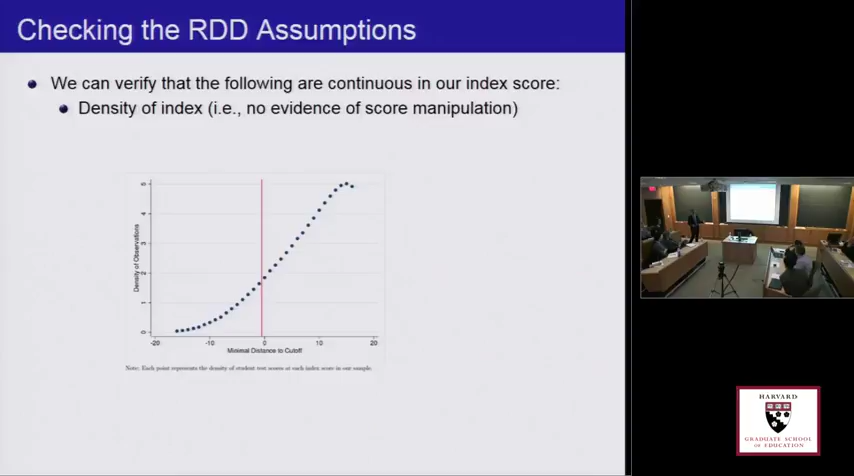 Checking the RDD Assumptions
We can verify that the following are continuous in our index score:
Density of index (i.e., no evidence of score manipulation)
Density of Observations
5
4
3
2
1
0
-20
-10
0
10
20
Minimal Distance to Cutoff
Note: Each point represents the density of student test scores at each index score in our sample.
HARVARD
GRADUATE SCHOOL
OF EDUCATION